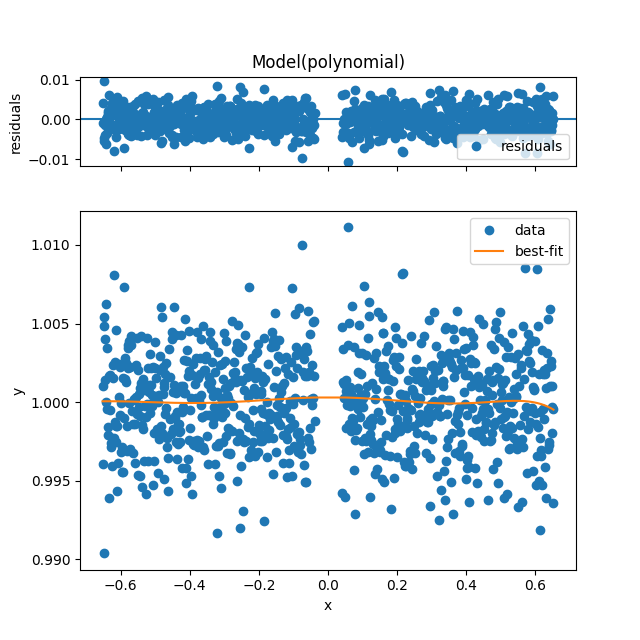 Model(polynomial)
0.01
0.00
−0.01
residuals
residuals
1.010
1.005
1.000
0.995
0.990
y
data
best-fit
−0.6
−0.4
−0.2
0.0
0.2
0.4
0.6
x